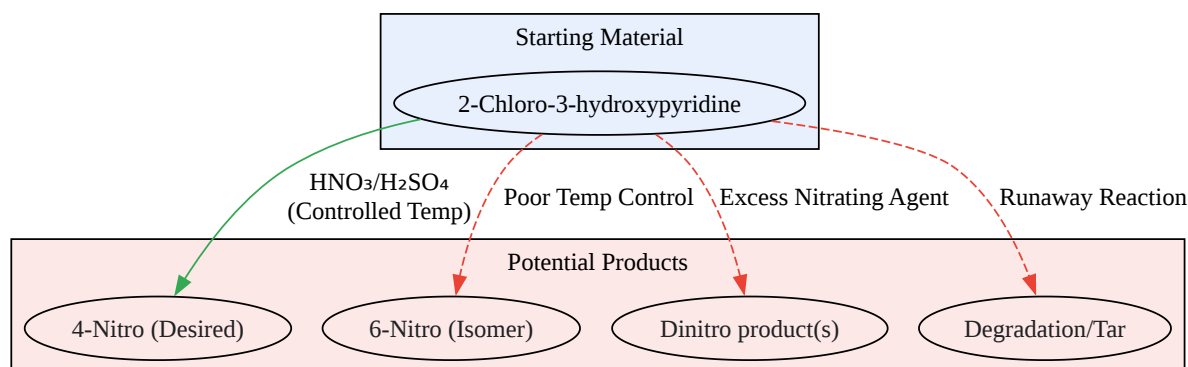 Starting Material
2-Chloro-3-hydroxypyridine
HNO₃/H₂SO₄
(Controlled Temp)
Poor Temp Control
Excess Nitrating Agent
Runaway Reaction
Potential Products
4-Nitro (Desired)
6-Nitro (Isomer)
Dinitro product(s)
Degradation/Tar